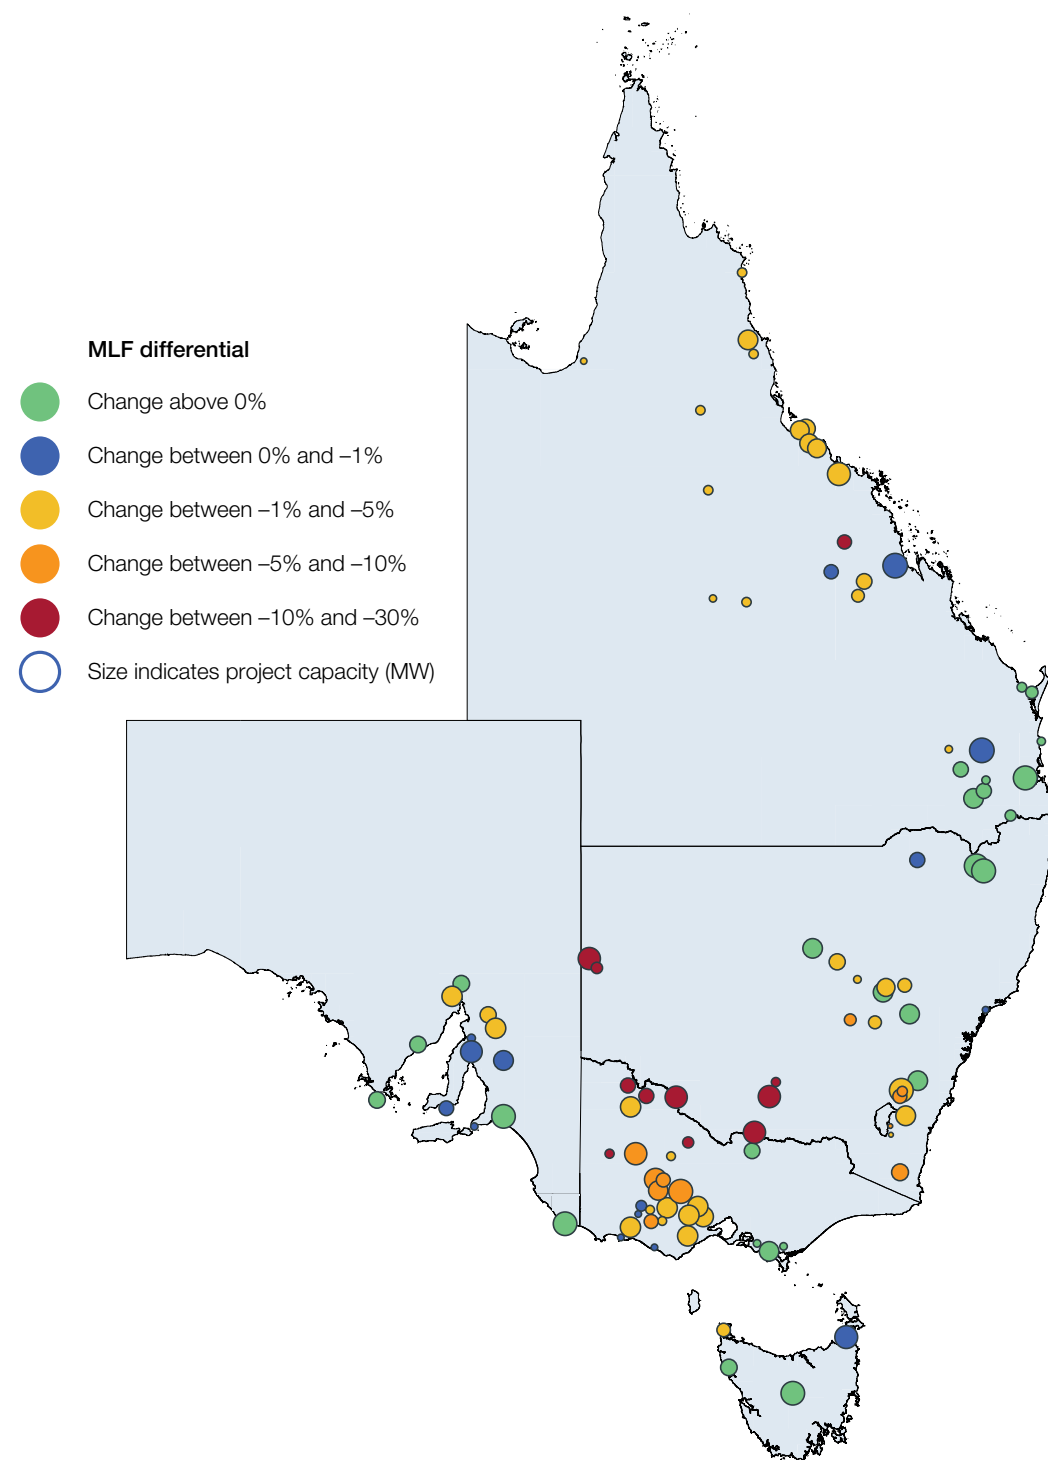 MLF differential
Change above 0%
Change between 0% and –1%
Change between –1% and –5%
Change between –5% and –10%
Change between –10% and –30%
Size indicates project capacity (MW)